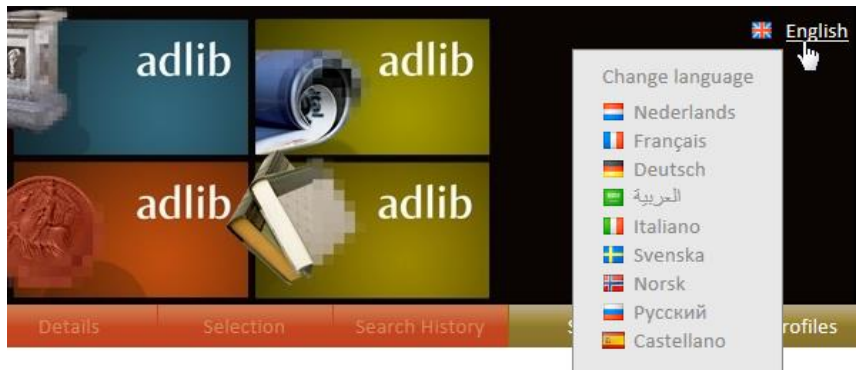 English
adlib
adlib
Change language
Nederlands
Français
Deutsch
العربية
Italiano
Svenska
Norsk
Русский
Castellano
adlib
adlib
Details
Selection
Search History
rofiles